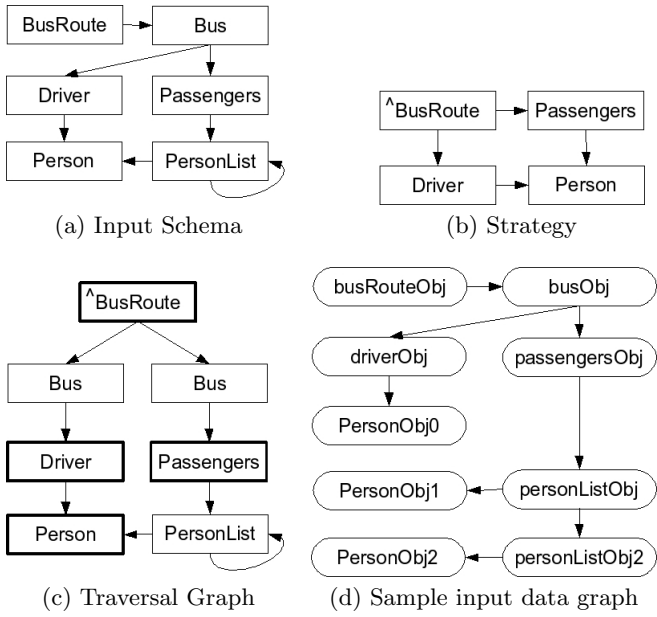 BusRoute
Bus
Driver
Passengers
Person
PersonList
(a) Input Schema
^BusRoute
Passengers
Driver
Person
(b) Strategy
^BusRoute
Bus
Bus
Driver
Passengers
Person
PersonList
(c) Traversal Graph
busRouteObj
busObj
driverObj
passengersObj
PersonObj0
PersonObj1
personListObj
PersonObj2
personListObj2
(d) Sample input data graph